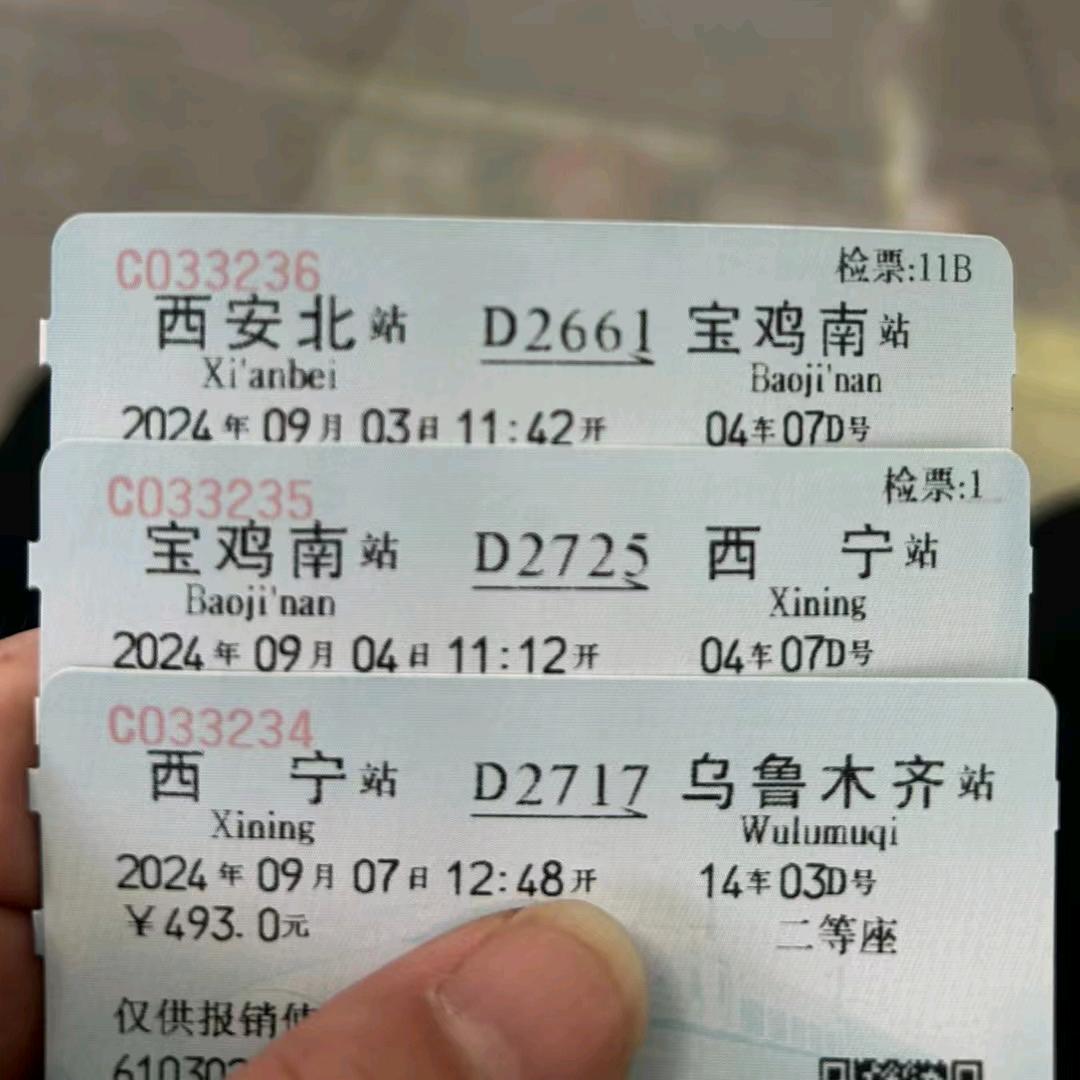 C033236 检票:11B
西安北站 D2661 宝鸡南站
Xi'anbei Baoji'nan
2024年09月03日11:42开 04车07D号
C033235 检票:1
宝鸡南站 D2725 西宁站
Baoji'nan Xining
2024年09月04日11:12开 04车07D号
C033234
西宁站 D2717 乌鲁木齐站
Xining Wulumuqi
2024年09月07日12:48开 14车03D号
¥493.0元 二等座
仅供报销使
610302